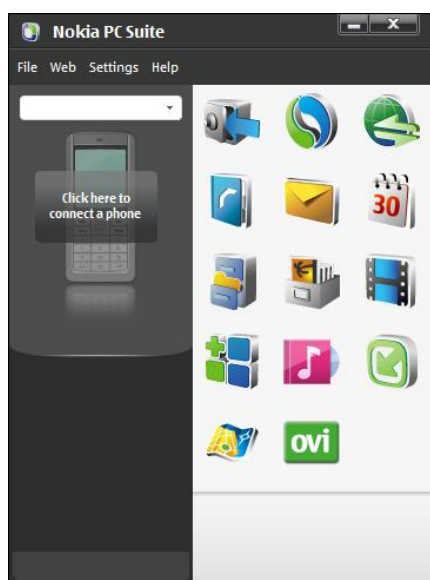 Nokia PC Suite
File Web Settings Help
Click here to
connect a phone
30
ovi